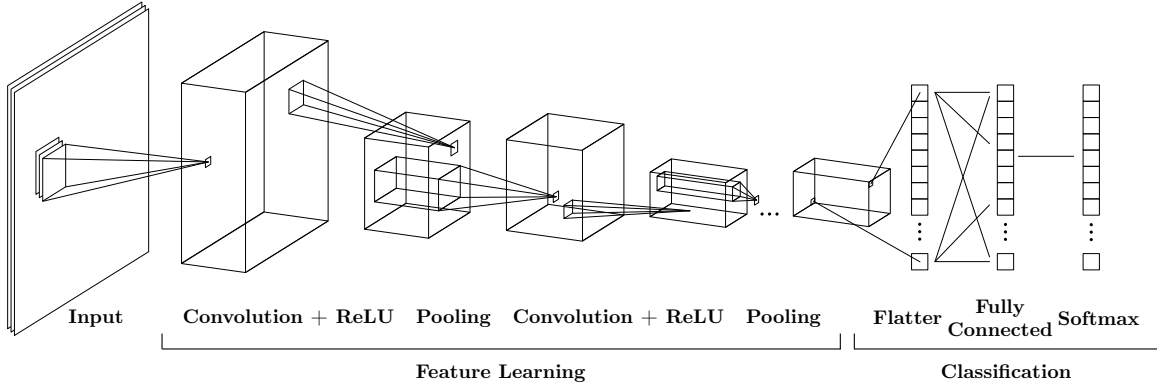 Input
Convolution + ReLU
Pooling
Convolution + ReLU
Pooling
Flatter
Fully
Connected
Softmax
Feature Learning
Classification